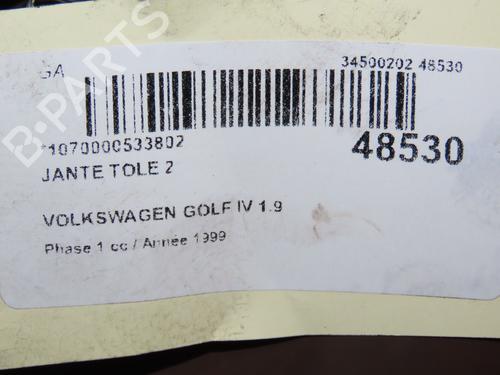 GA
34500202 48530
*1070000533802
48530
JANTE TOLE 2
VOLKSWAGEN GOLF IV 1.9
Phase 1 cc / Année 1999
B-PARTS